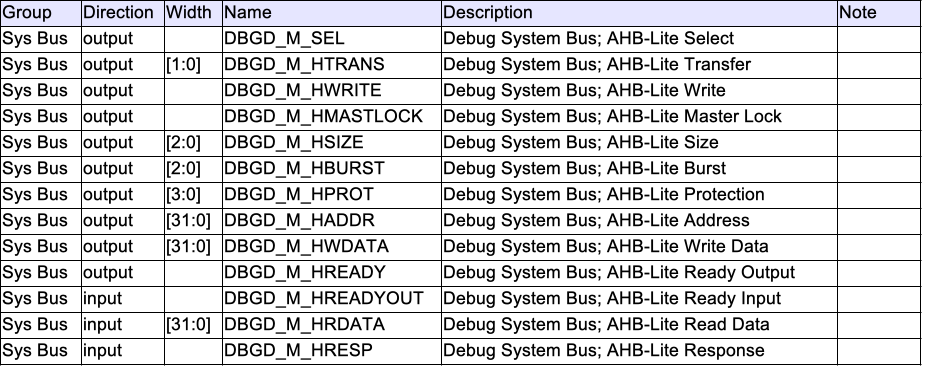 Group Direction Width Name Description Note
Sys Bus output DBGD_M_SEL Debug System Bus; AHB-Lite Select
Sys Bus output [1:0] DBGD_M_HTRANS Debug System Bus; AHB-Lite Transfer
Sys Bus output DBGD_M_HWRITE Debug System Bus; AHB-Lite Write
Sys Bus output DBGD_M_HMASTLOCK Debug System Bus; AHB-Lite Master Lock
Sys Bus output [2:0] DBGD_M_HSIZE Debug System Bus; AHB-Lite Size
Sys Bus output [2:0] DBGD_M_HBURST Debug System Bus; AHB-Lite Burst
Sys Bus output [3:0] DBGD_M_HPROT Debug System Bus; AHB-Lite Protection
Sys Bus output [31:0] DBGD_M_HADDR Debug System Bus; AHB-Lite Address
Sys Bus output [31:0] DBGD_M_HWDATA Debug System Bus; AHB-Lite Write Data
Sys Bus output DBGD_M_HREADY Debug System Bus; AHB-Lite Ready Output
Sys Bus input DBGD_M_HREADYOUT Debug System Bus; AHB-Lite Ready Input
Sys Bus input [31:0] DBGD_M_HRDATA Debug System Bus; AHB-Lite Read Data
Sys Bus input DBGD_M_HRESP Debug System Bus; AHB-Lite Response